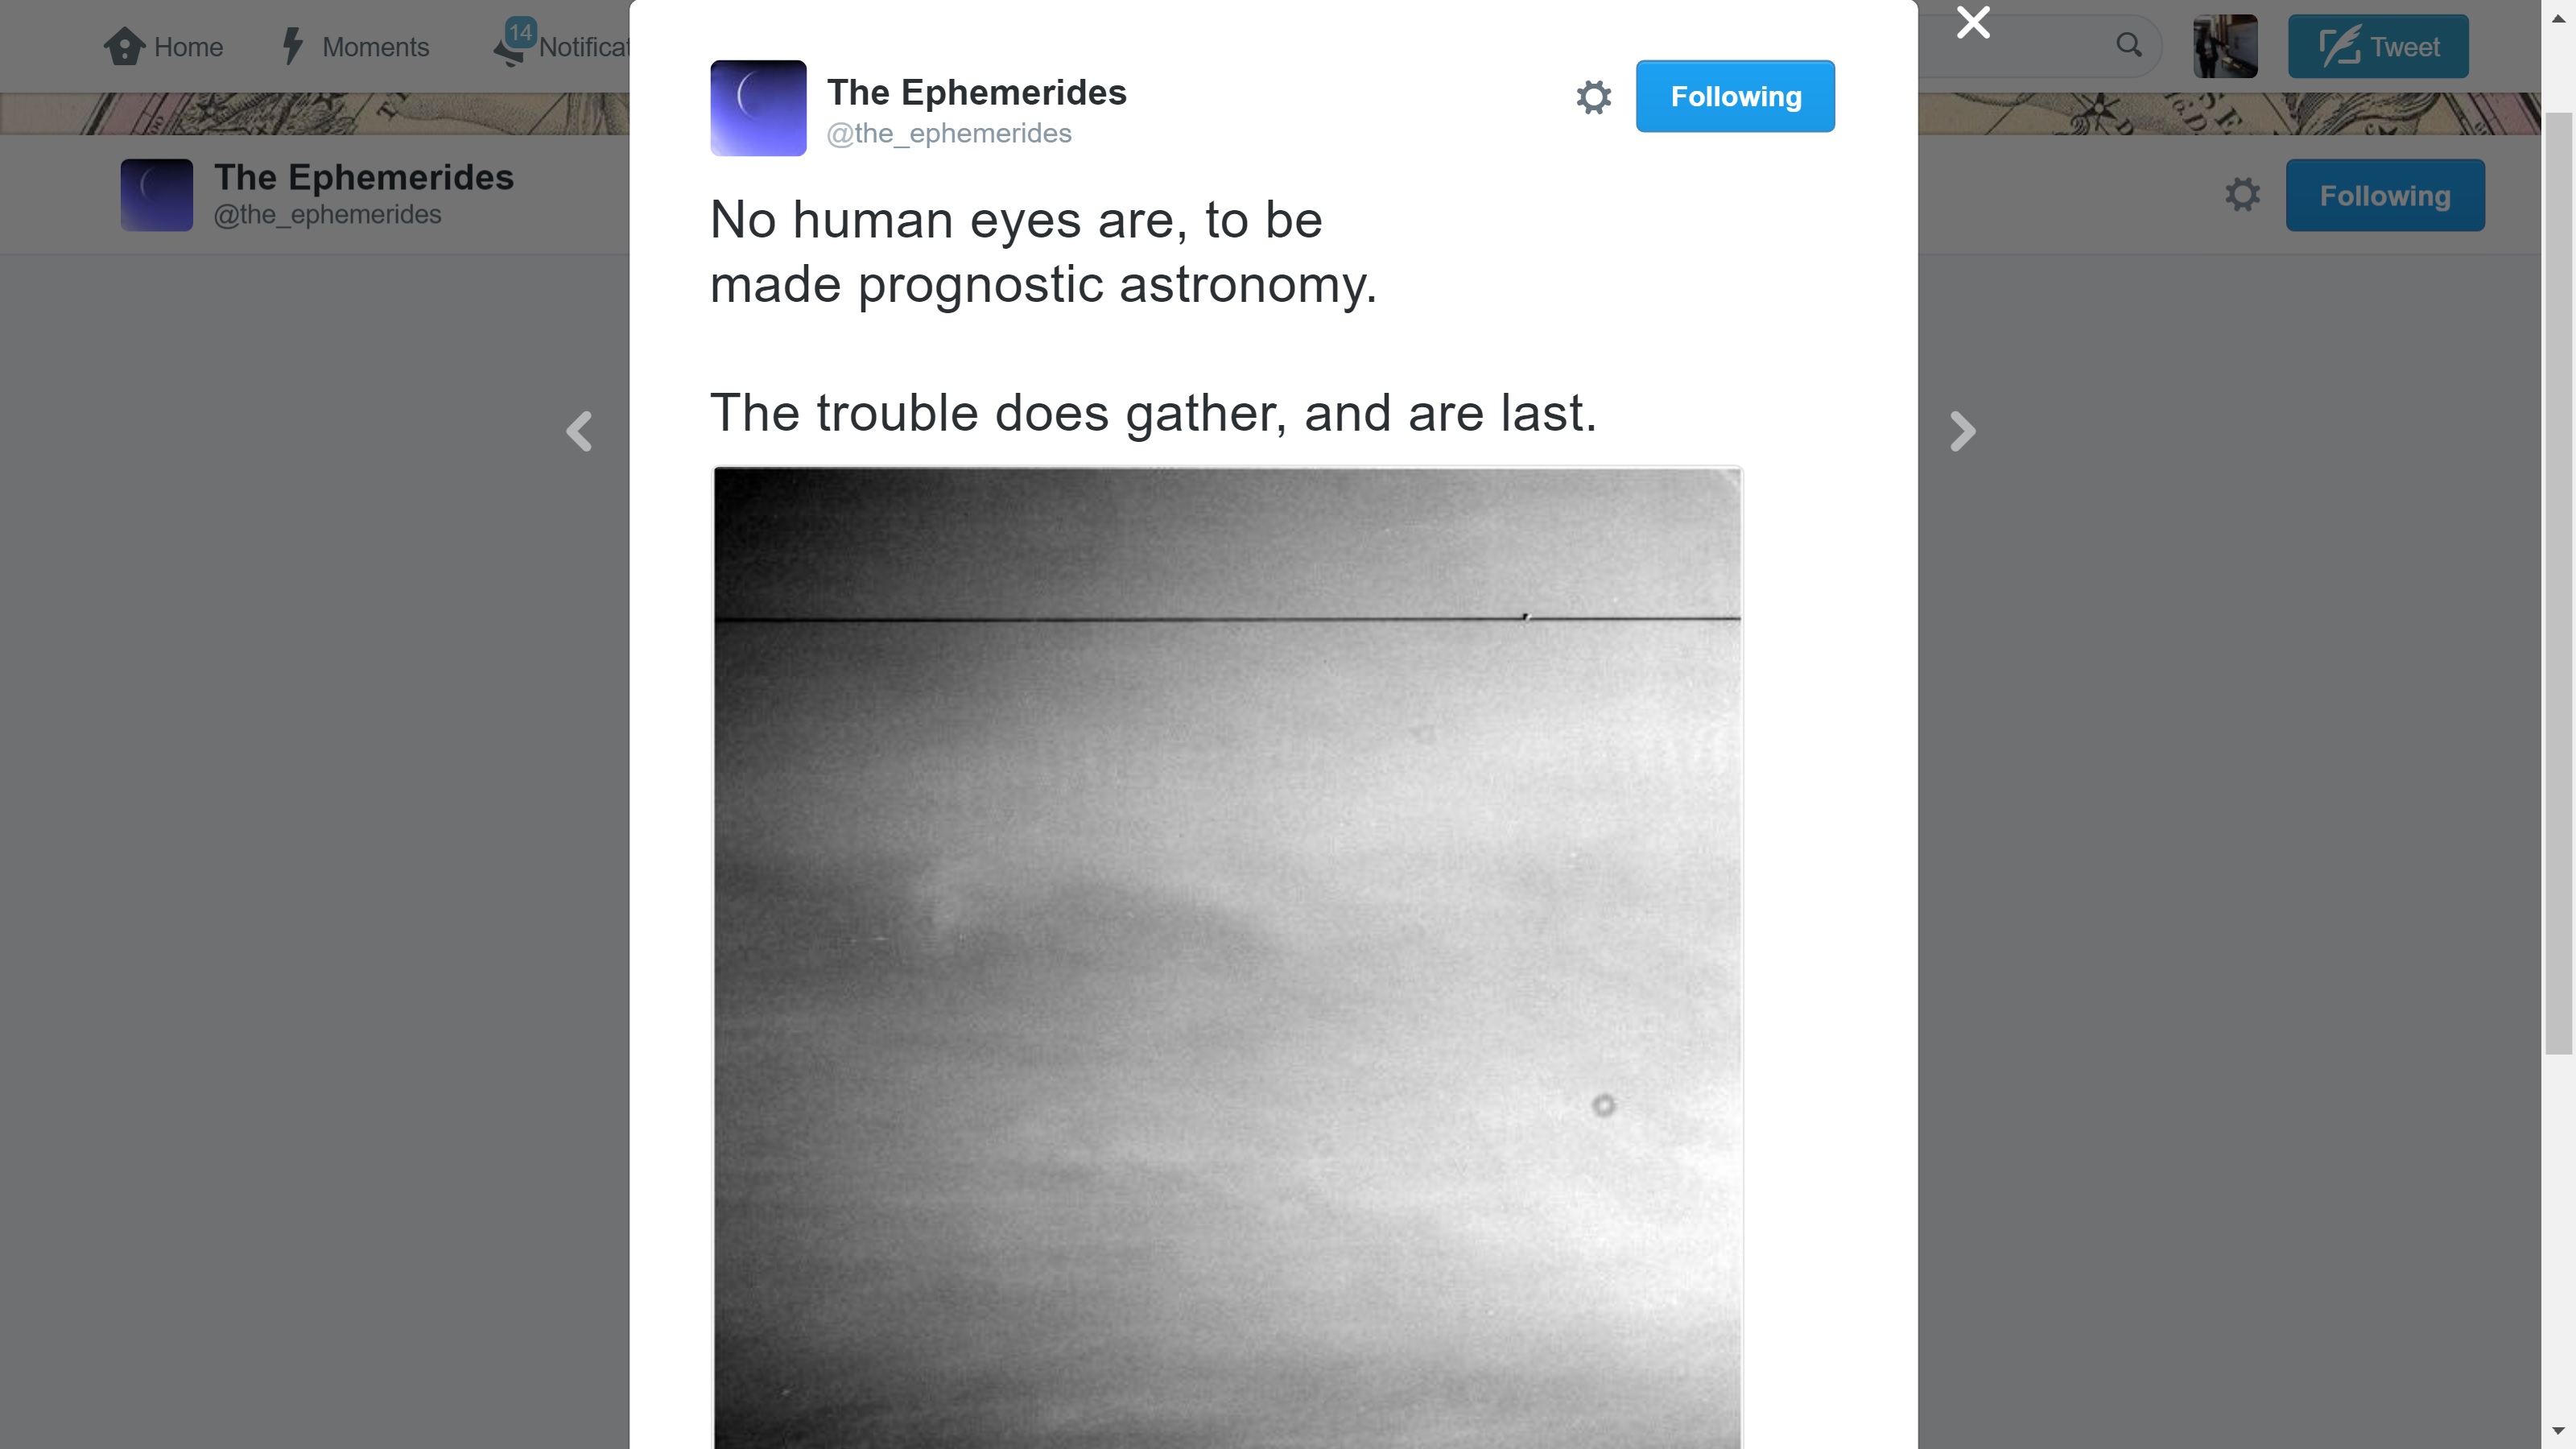 Home
Moments
14
Notificat
Tweet
The Ephemerides
@the_ephemerides
Following
The Ephemerides
@the_ephemerides
Following
No human eyes are, to be
made prognostic astronomy.
The trouble does gather, and are last.